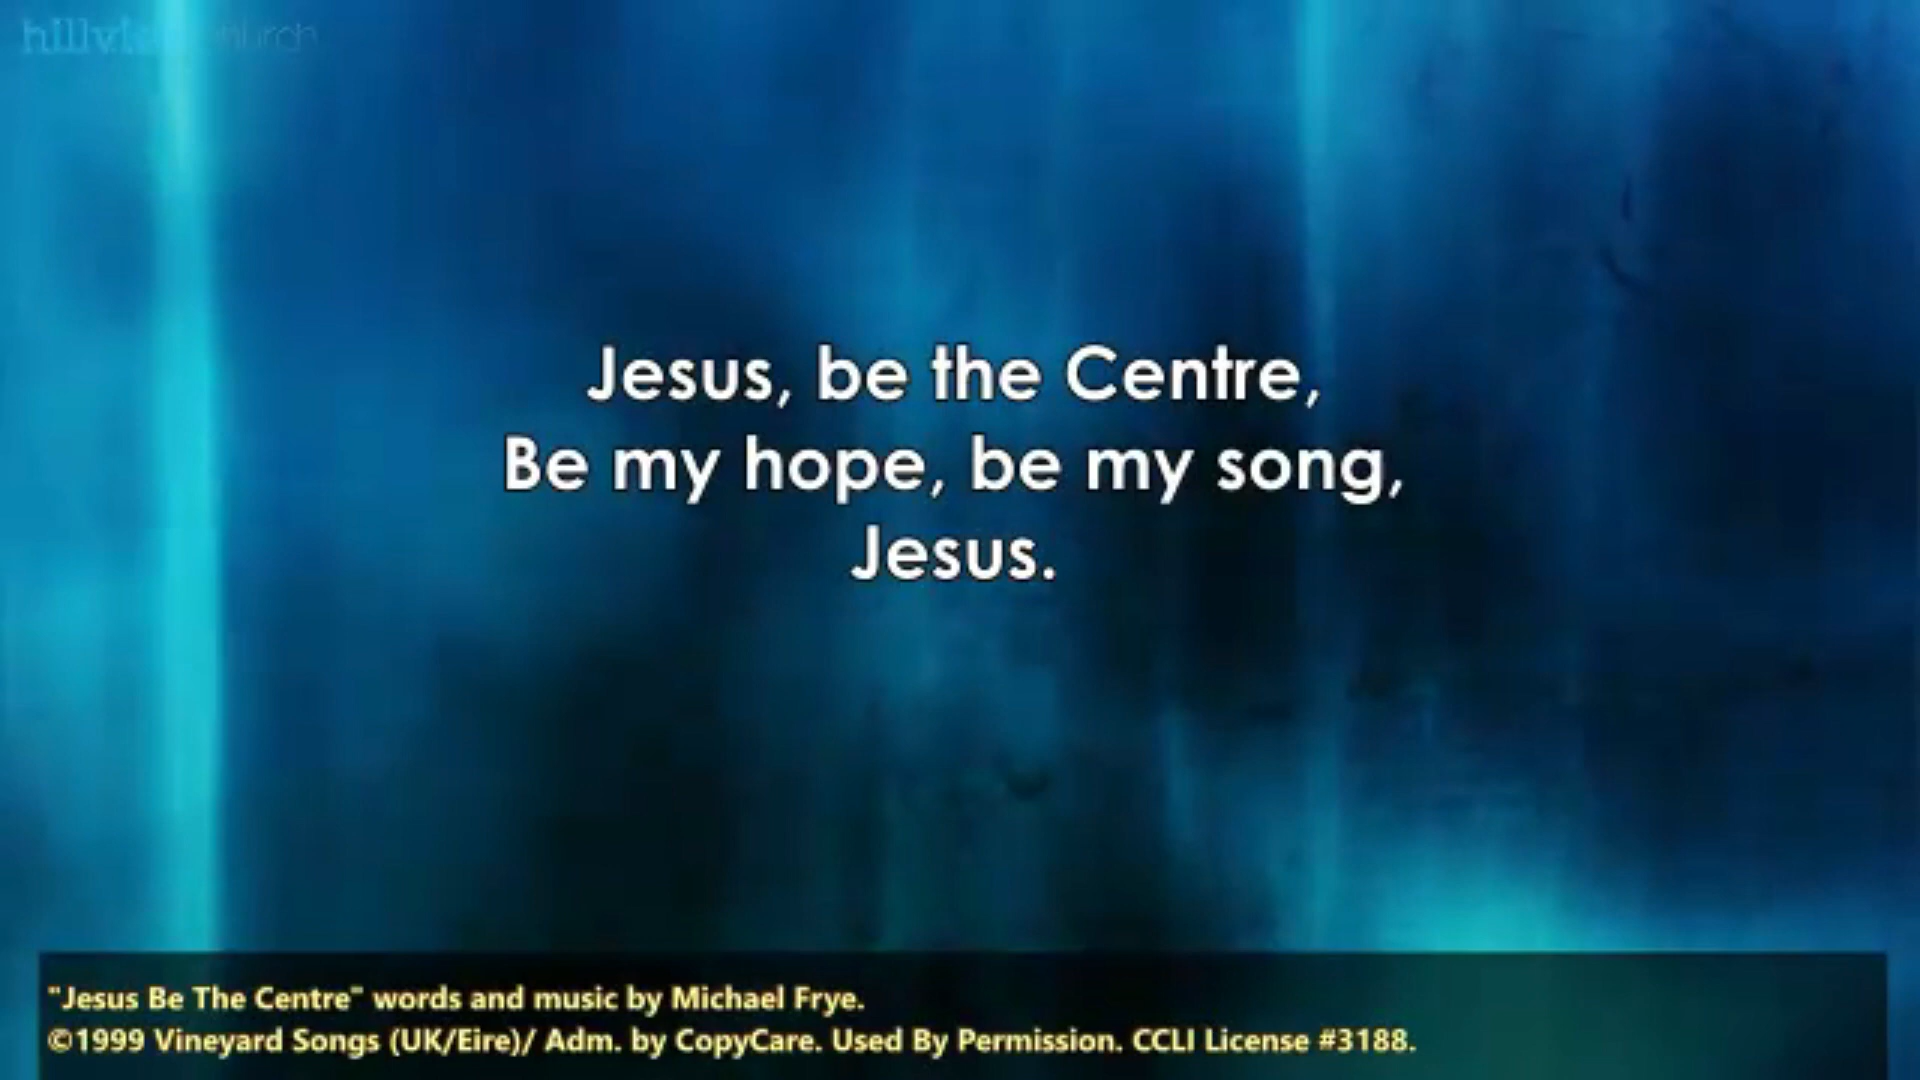 church
Jesus, be the Centre,
Be my hope, be my song,
Jesus.
"Jesus Be The Centre" words and music by Michael Frye.
©1999 Vineyard Songs (UK/Eire)/ Adm. by CopyCare. Used By Permission. CCLI License #3188.